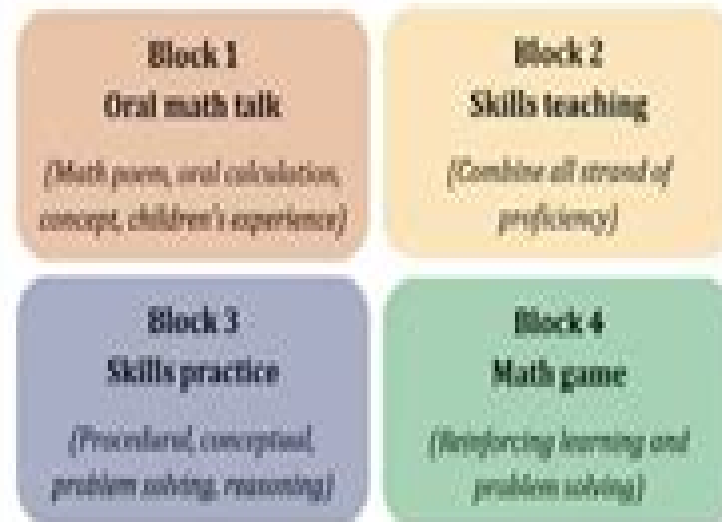 Block 1
Oral math talk
(Math poem, oral calculation,
concept, children's experience)
Block 2
Skills teaching
(Combine all strand of
proficiency)
Block 3
Skills practice
(Procedural, conceptual,
problem solving, reasoning)
Block 4
Math game
(Reinforcing learning and
problem solving)